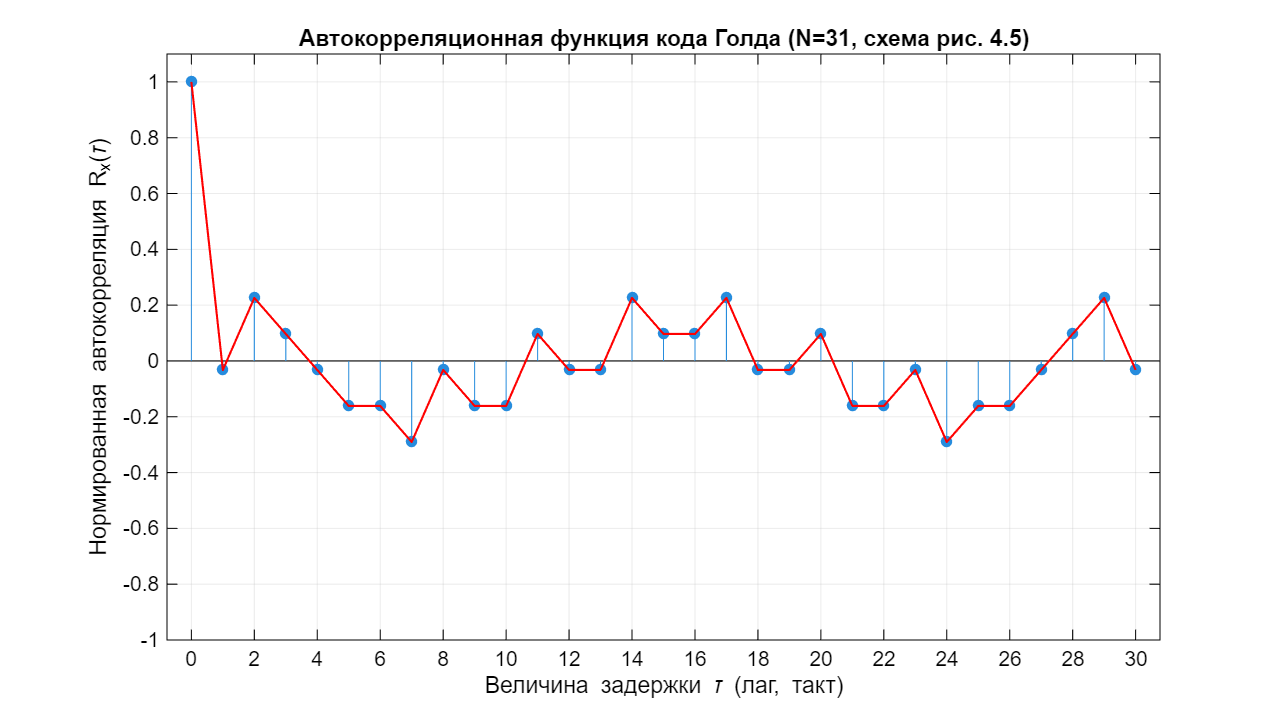 Автокорреляционная функция кода Голда (N=31, схема рис. 4.5)
Нормированная автокорреляция Rₓ(τ)
1
0.8
0.6
0.4
0.2
0
-0.2
-0.4
-0.6
-0.8
-1
0 2 4 6 8 10 12 14 16 18 20 22 24 26 28 30
Величина задержки τ (лаг, такт)